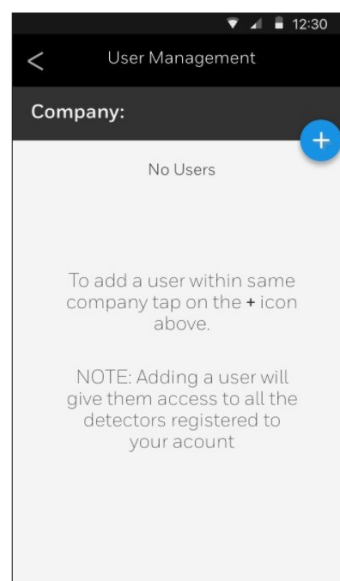 12:30
< User Management
Company:
+
No Users
To add a user within same
company tap on the + icon
above.
NOTE: Adding a user will
give them access to all the
detectors registered to
your acount